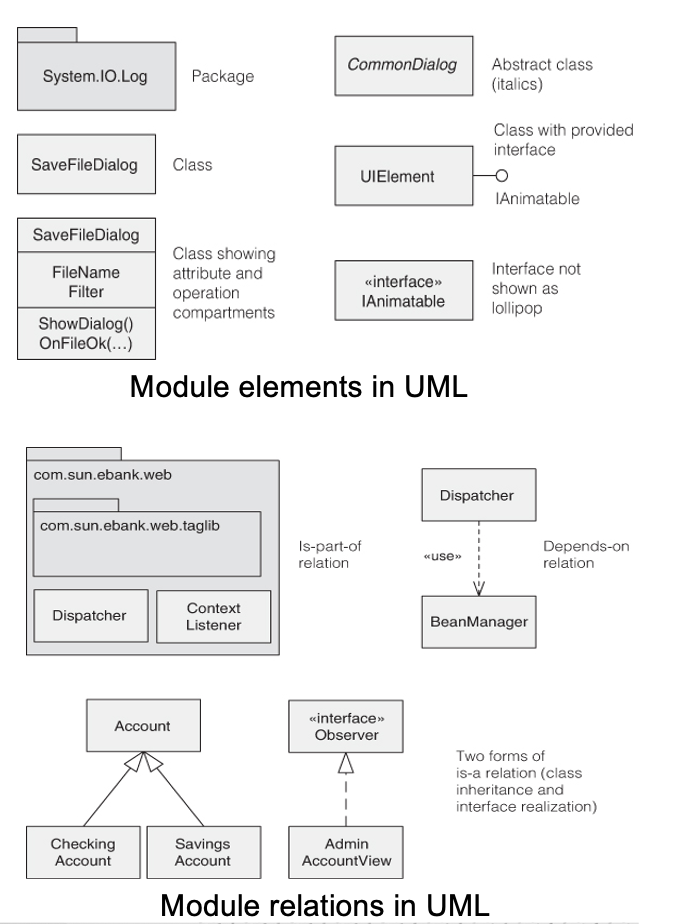 System.IO.Log
Package
CommonDialog
Abstract class
(italics)
SaveFileDialog
Class
Class with provided
interface
UIElement
IAnimatable
SaveFileDialog
FileName
Filter
ShowDialog()
OnFileOk(…)
Class showing
attribute and
operation
compartments
«interface»
IAnimatable
Interface not
shown as
lollipop
Module elements in UML
com.sun.ebank.web
com.sun.ebank.web.taglib
Dispatcher
Context
Listener
Is-part-of
relation
Dispatcher
«use»
BeanManager
Depends-on
relation
Account
Checking
Account
Savings
Account
«interface»
Observer
Admin
AccountView
Two forms of
is-a relation (class
inheritance and
interface realization)
Module relations in UML